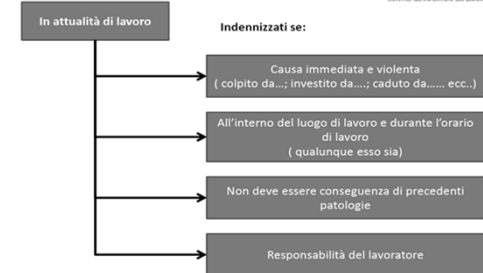 In attualità di lavoro
Indennizzati se:
Causa immediata e violenta
( colpito da…; investito da….; caduto da…… ecc..)
All'interno del luogo di lavoro e durante l'orario
di lavoro
( qualunque esso sia)
Non deve essere conseguenza di precedenti
patologie
Responsabilità del lavoratore